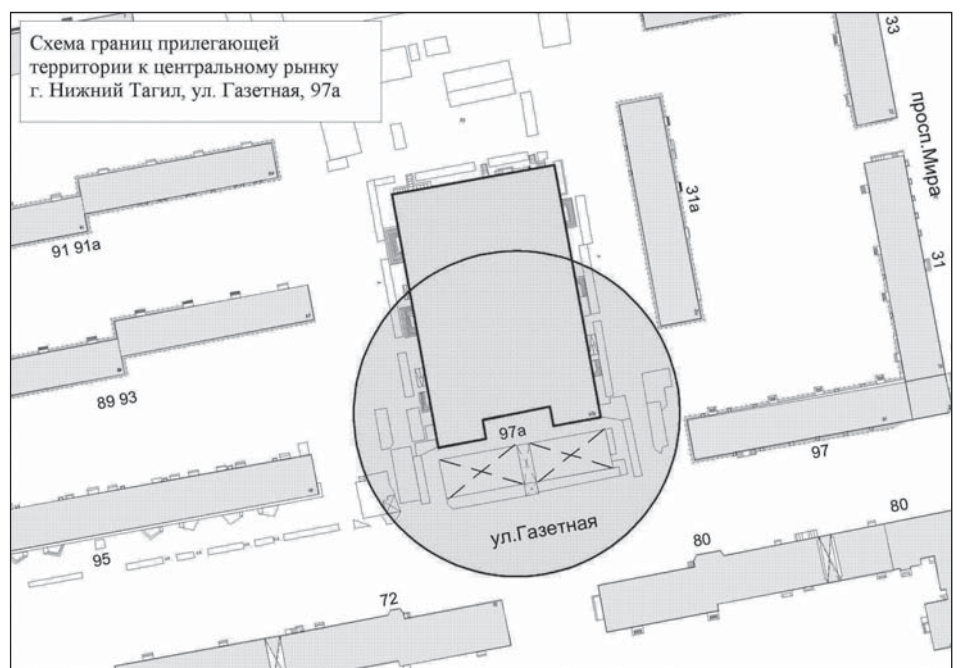 Схема границ прилегающей
территории к центральному рынку
г. Нижний Тагил, ул. Газетная, 97а
33
просп.Мира
31а
31
91 91а
89 93
97а
97
ул.Газетная
80
80
95
72